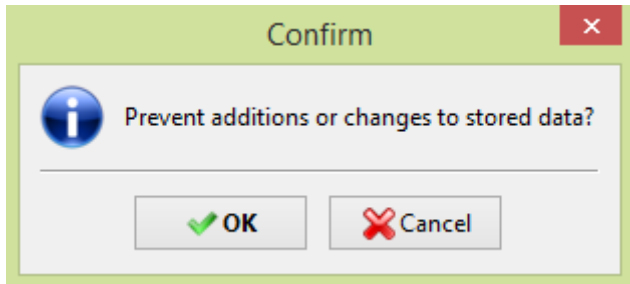 Confirm
Prevent additions or changes to stored data?
OK
Cancel